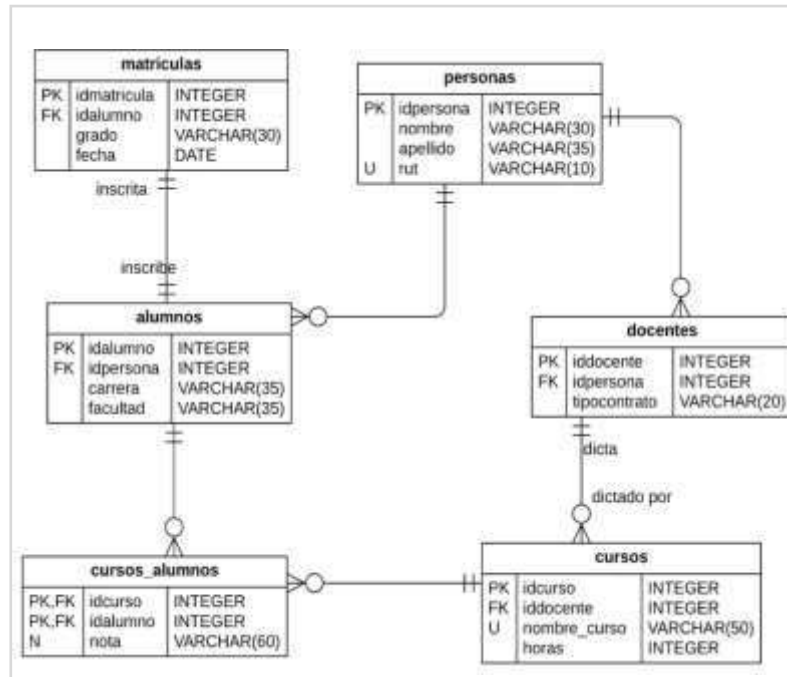 matriculas
PK idmatricula INTEGER
FK idalumno INTEGER
grado VARCHAR(30)
fecha DATE
personas
PK idpersona INTEGER
nombre VARCHAR(30)
apellido VARCHAR(35)
U rut VARCHAR(10)
inscrita
inscribe
alumnos
PK idalumno INTEGER
FK idpersona INTEGER
carrera VARCHAR(35)
facultad VARCHAR(35)
docentes
PK iddocente INTEGER
FK idpersona INTEGER
tipocontrato VARCHAR(20)
dicta
dictado por
cursos_alumnos
PK,FK idcurso INTEGER
PK,FK idalumno INTEGER
N nota VARCHAR(60)
cursos
PK idcurso INTEGER
FK iddocente INTEGER
U nombre_curso VARCHAR(50)
horas INTEGER